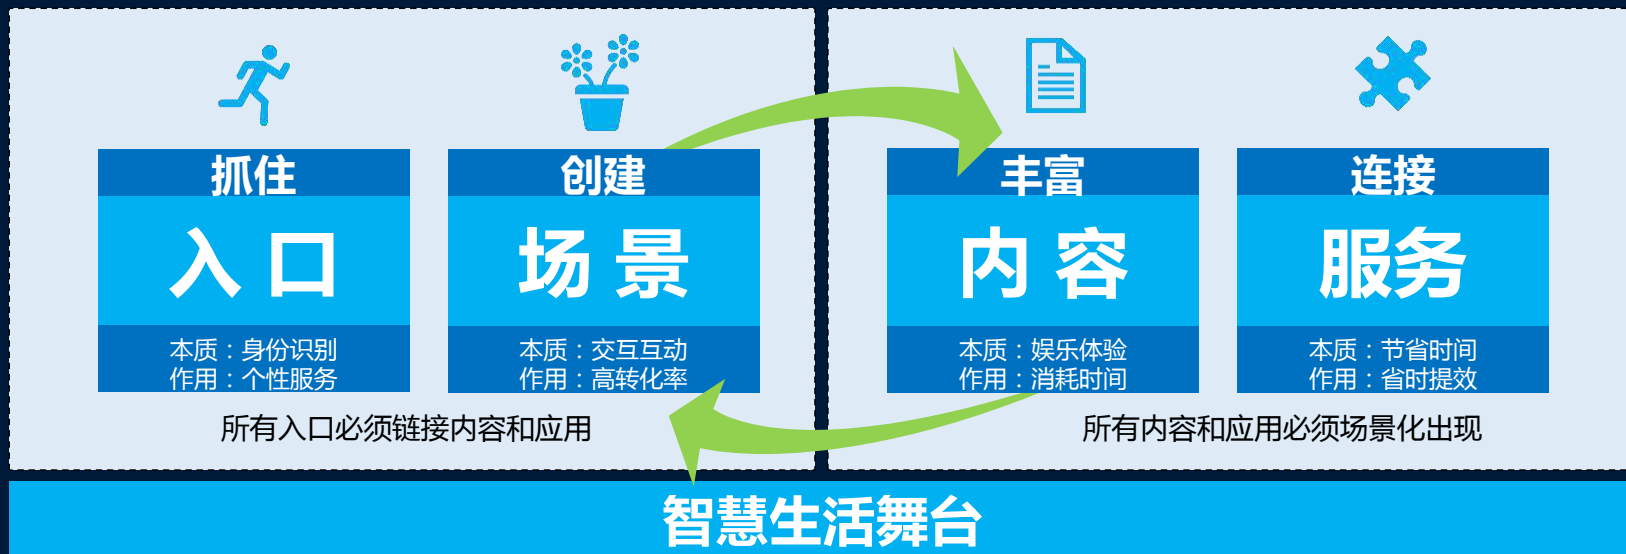 抓住
入口
本质：身份识别
作用：个性服务
创建
场景
本质：交互互动
作用：高转化率
所有入口必须链接内容和应用
丰富
内容
本质：娱乐体验
作用：消耗时间
连接
服务
本质：节省时间
作用：省时提效
所有内容和应用必须场景化出现
智慧生活舞台